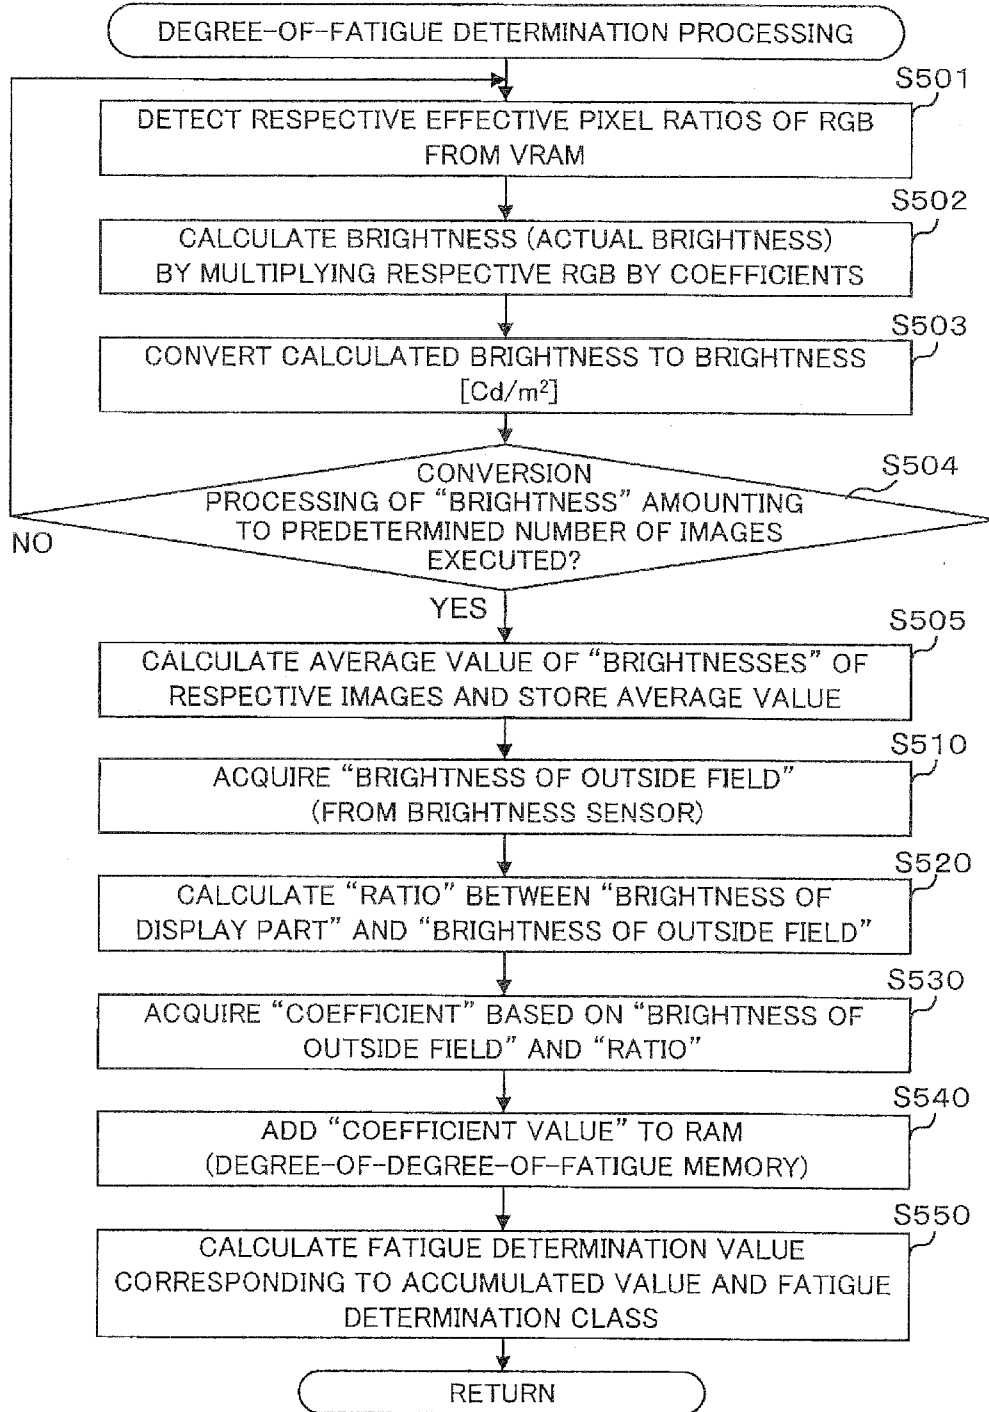 DEGREE-OF-FATIGUE DETERMINATION PROCESSING
S501
DETECT RESPECTIVE EFFECTIVE PIXEL RATIOS OF RGB
FROM VRAM
S502
CALCULATE BRIGHTNESS (ACTUAL BRIGHTNESS)
BY MULTIPLYING RESPECTIVE RGB BY COEFFICIENTS
S503
CONVERT CALCULATED BRIGHTNESS TO BRIGHTNESS
[Cd/m²]
S504
CONVERSION
PROCESSING OF “BRIGHTNESS” AMOUNTING
TO PREDETERMINED NUMBER OF IMAGES
EXECUTED?
NO
YES
S505
CALCULATE AVERAGE VALUE OF “BRIGHTNESSES” OF
RESPECTIVE IMAGES AND STORE AVERAGE VALUE
S510
ACQUIRE “BRIGHTNESS OF OUTSIDE FIELD”
(FROM BRIGHTNESS SENSOR)
S520
CALCULATE “RATIO” BETWEEN “BRIGHTNESS OF
DISPLAY PART” AND “BRIGHTNESS OF OUTSIDE FIELD”
S530
ACQUIRE “COEFFICIENT” BASED ON “BRIGHTNESS OF
OUTSIDE FIELD” AND “RATIO”
S540
ADD “COEFFICIENT VALUE” TO RAM
(DEGREE-OF-DEGREE-OF-FATIGUE MEMORY)
S550
CALCULATE FATIGUE DETERMINATION VALUE
CORRESPONDING TO ACCUMULATED VALUE AND FATIGUE
DETERMINATION CLASS
RETURN